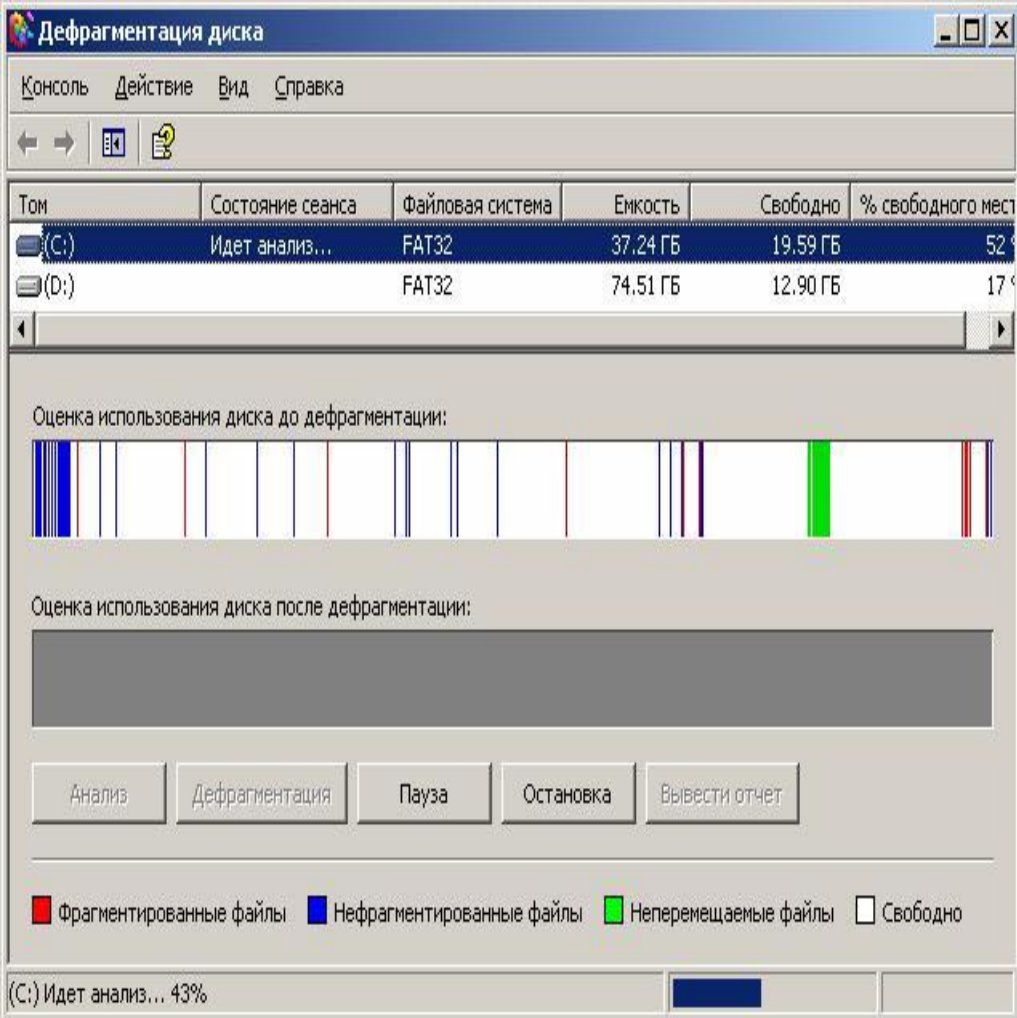 Дефрагментация диска
Консоль Действие Вид Справка
Том Состояние сеанса Файловая система Емкость Свободно % свободного мест
(C:) Идет анализ... FAT32 37.24 ГБ 19.59 ГБ 52
(D:) FAT32 74.51 ГБ 12.90 ГБ 17
Оценка использования диска до дефрагментации:
Оценка использования диска после дефрагментации:
Анализ Дефрагментация Пауза Остановка Вывести отчет
Фрагментированные файлы Нефрагментированные файлы Неперемещаемые файлы Свободно
(C:) Идет анализ... 43%